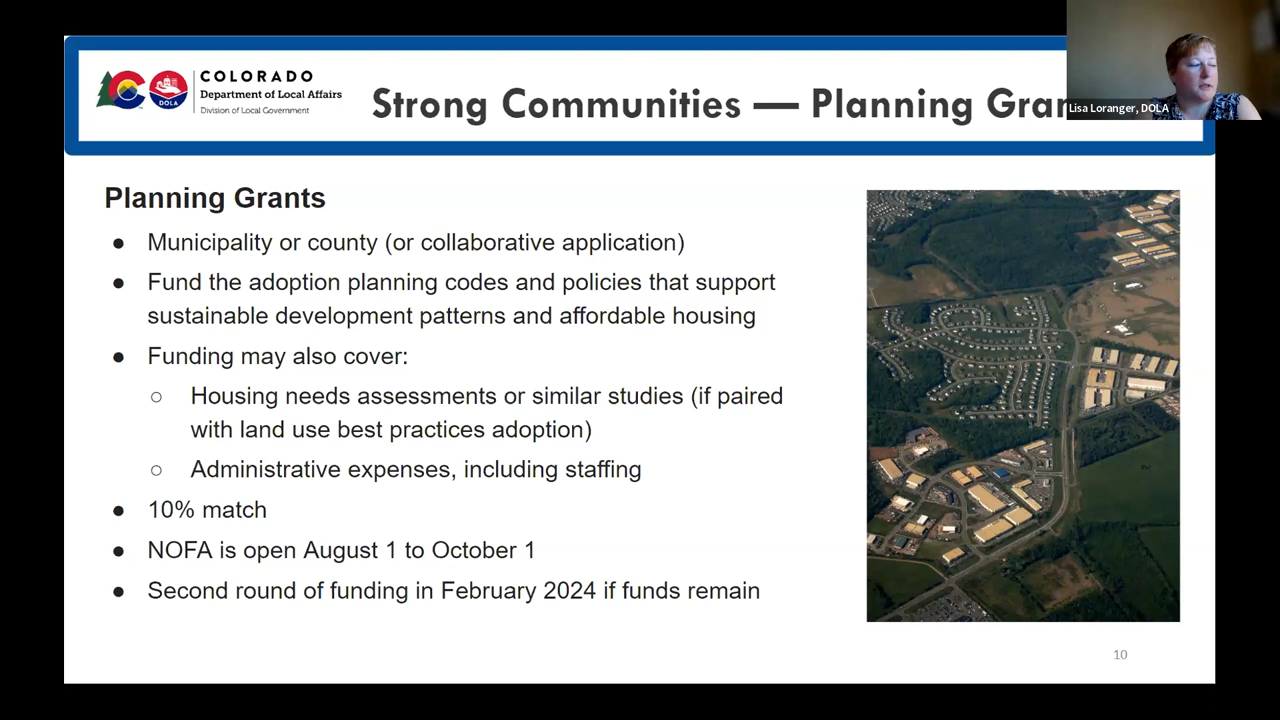 COLORADO
Department of Local Affairs
Division of Local Government
DOLA
Strong Communities — Planning Gran
Lisa Loranger, DOLA
Planning Grants
● Municipality or county (or collaborative application)
● Fund the adoption planning codes and policies that support
sustainable development patterns and affordable housing
● Funding may also cover:
○ Housing needs assessments or similar studies (if paired
with land use best practices adoption)
○ Administrative expenses, including staffing
● 10% match
● NOFA is open August 1 to October 1
● Second round of funding in February 2024 if funds remain
10